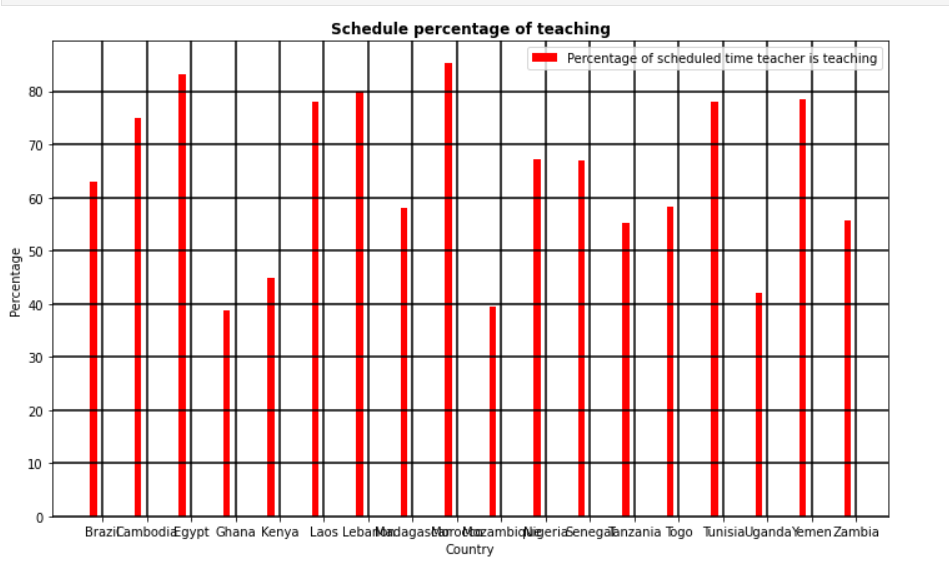 Schedule percentage of teaching
Percentage of scheduled time teacher is teaching
80
70
60
50
40
30
20
10
0
Percentage
Brazil Cambodia Egypt Ghana Kenya Laos Lebanon Madagascar Morocco Mozambique Nigeria Senegal Tanzania Togo Tunisia Uganda Yemen Zambia
Country